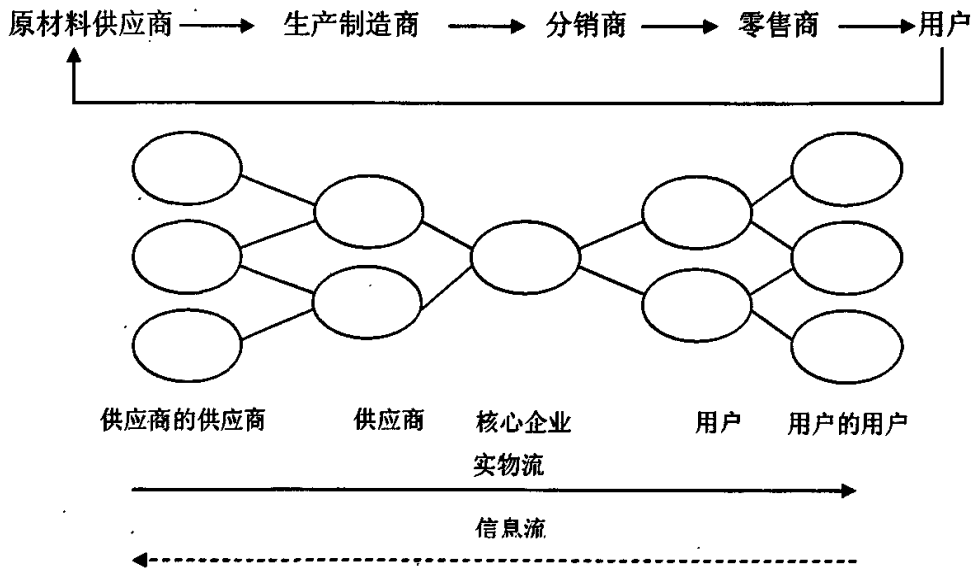 原材料供应商 生产制造商 分销商 零售商 用户
供应商的供应商 供应商 核心企业 用户 用户的用户
实物流
信息流